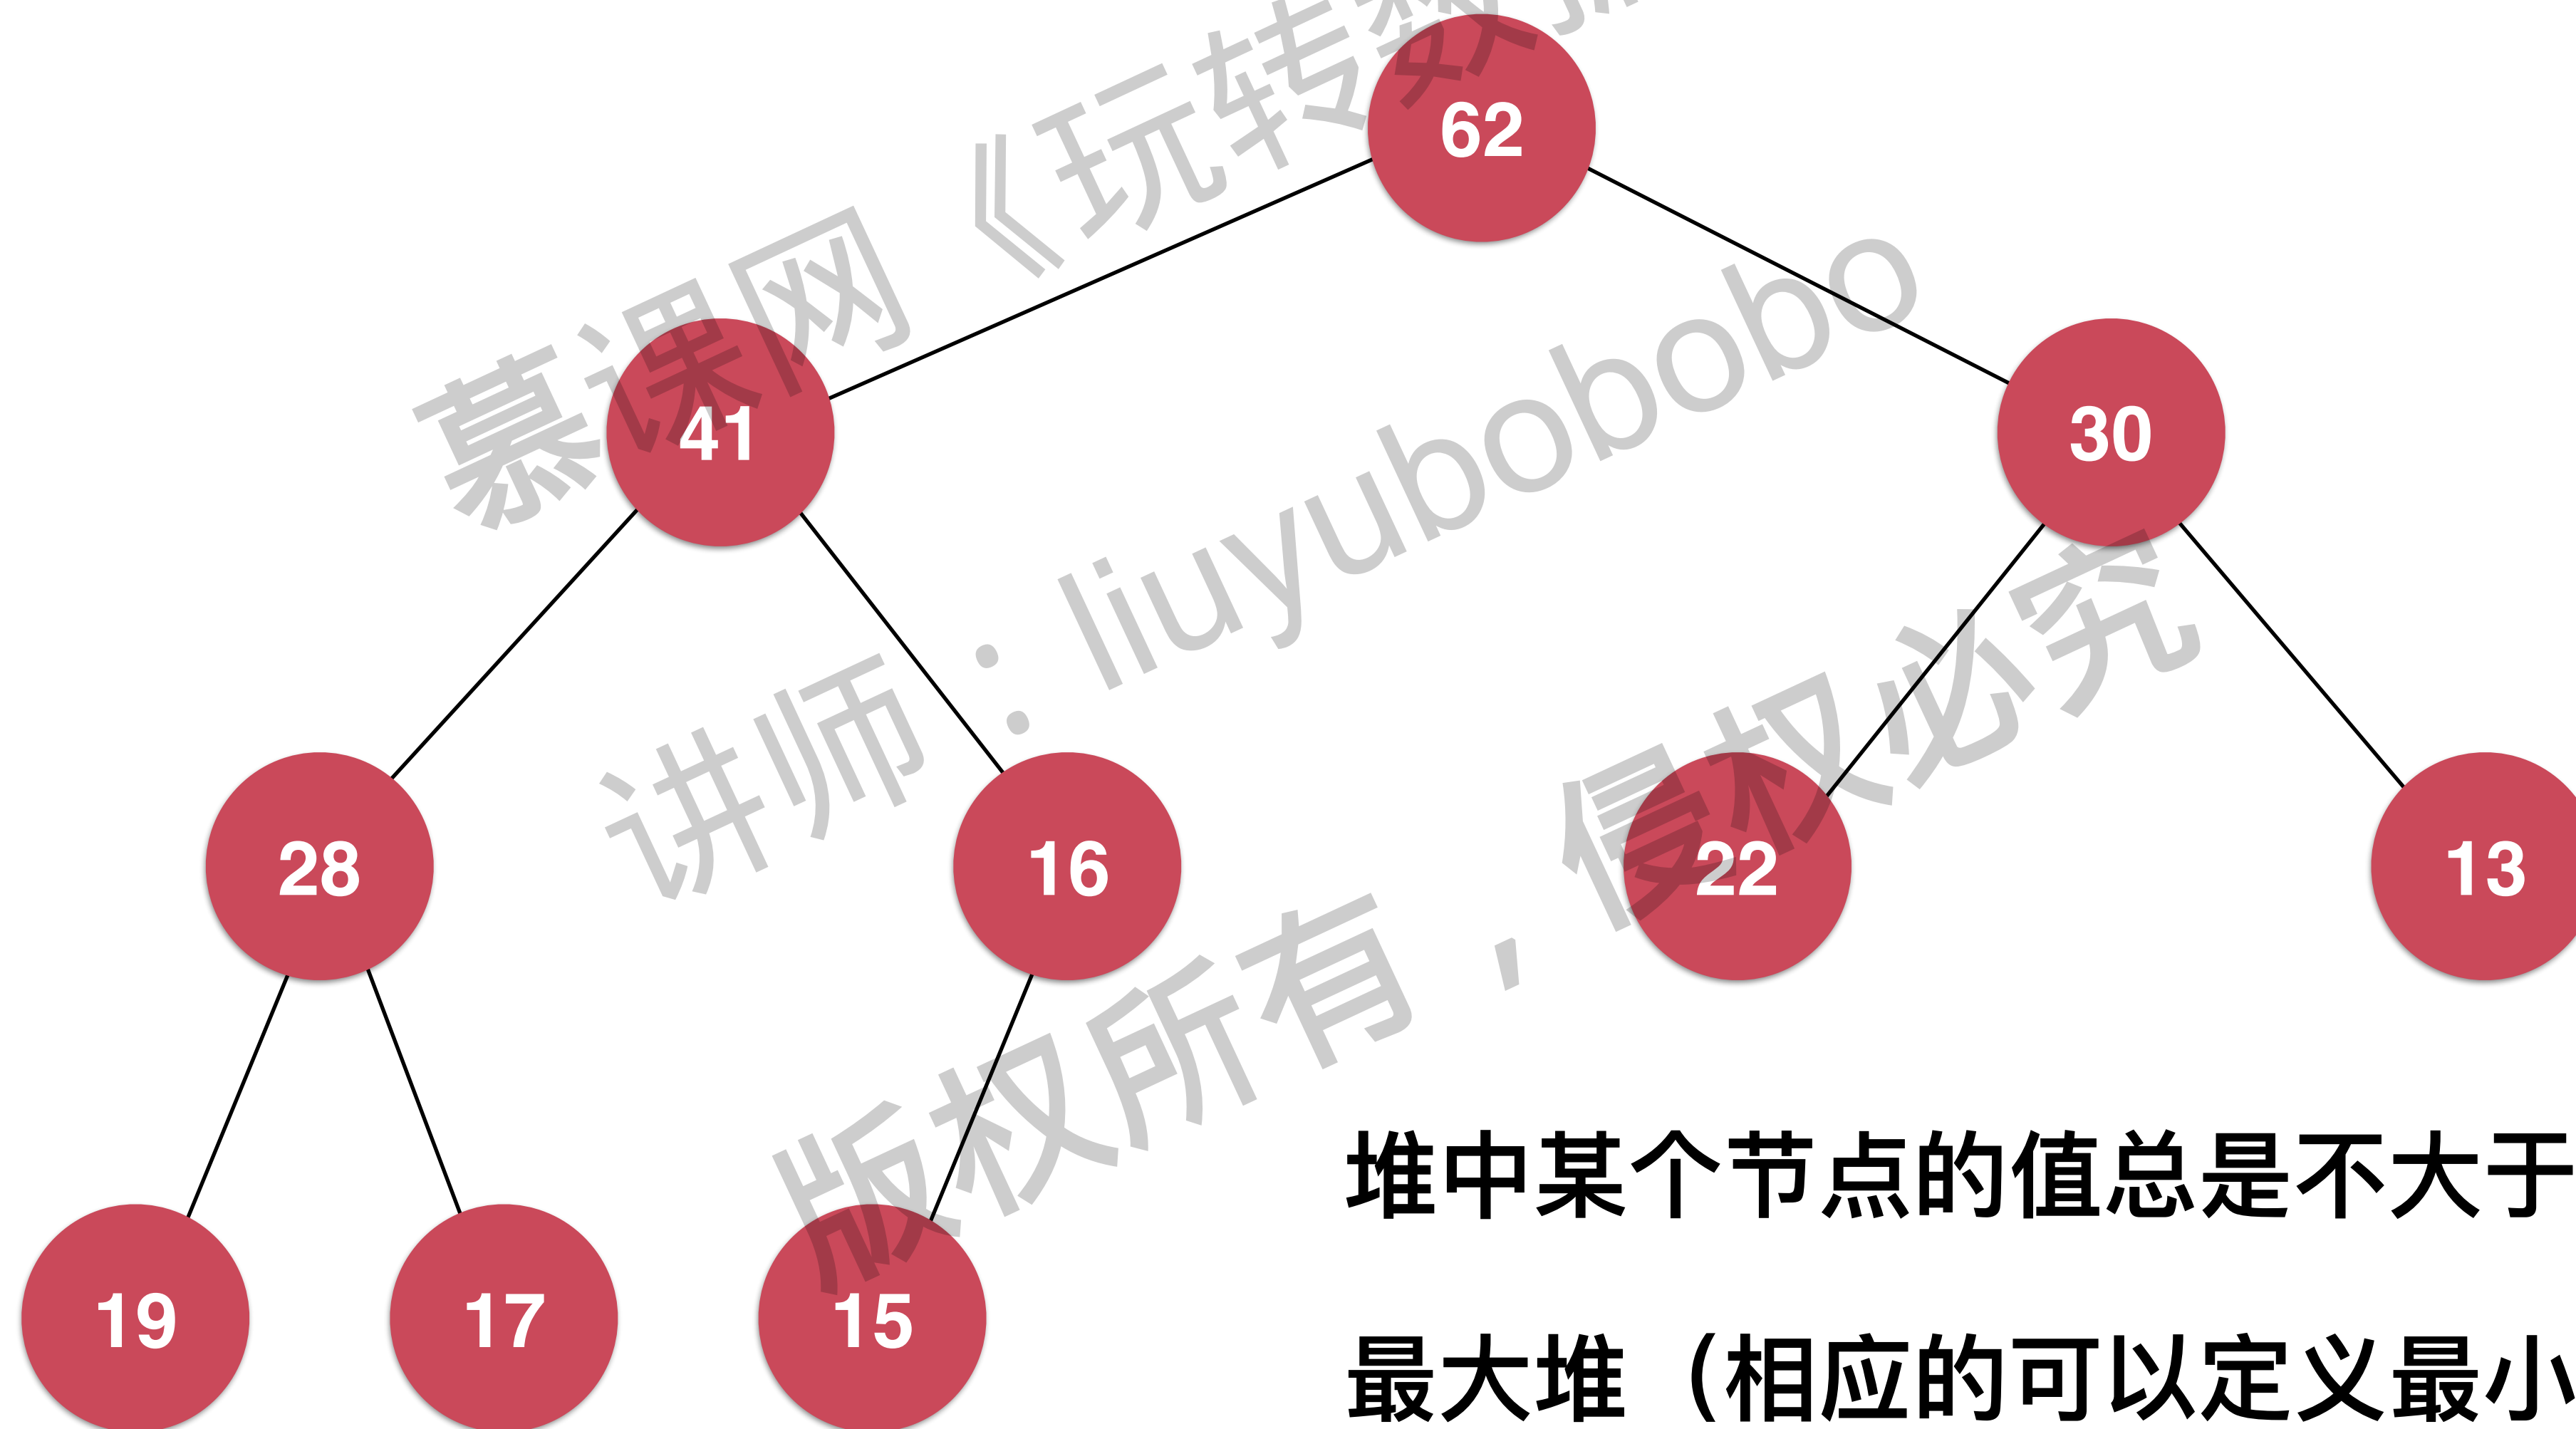 62
41
30
28
16
22
13
19
17
15
堆中某个节点的值总是不大于
最大堆（相应的可以定义最小
慕课网《玩转数
讲师：liuyubobobo
版权所有，侵权必究